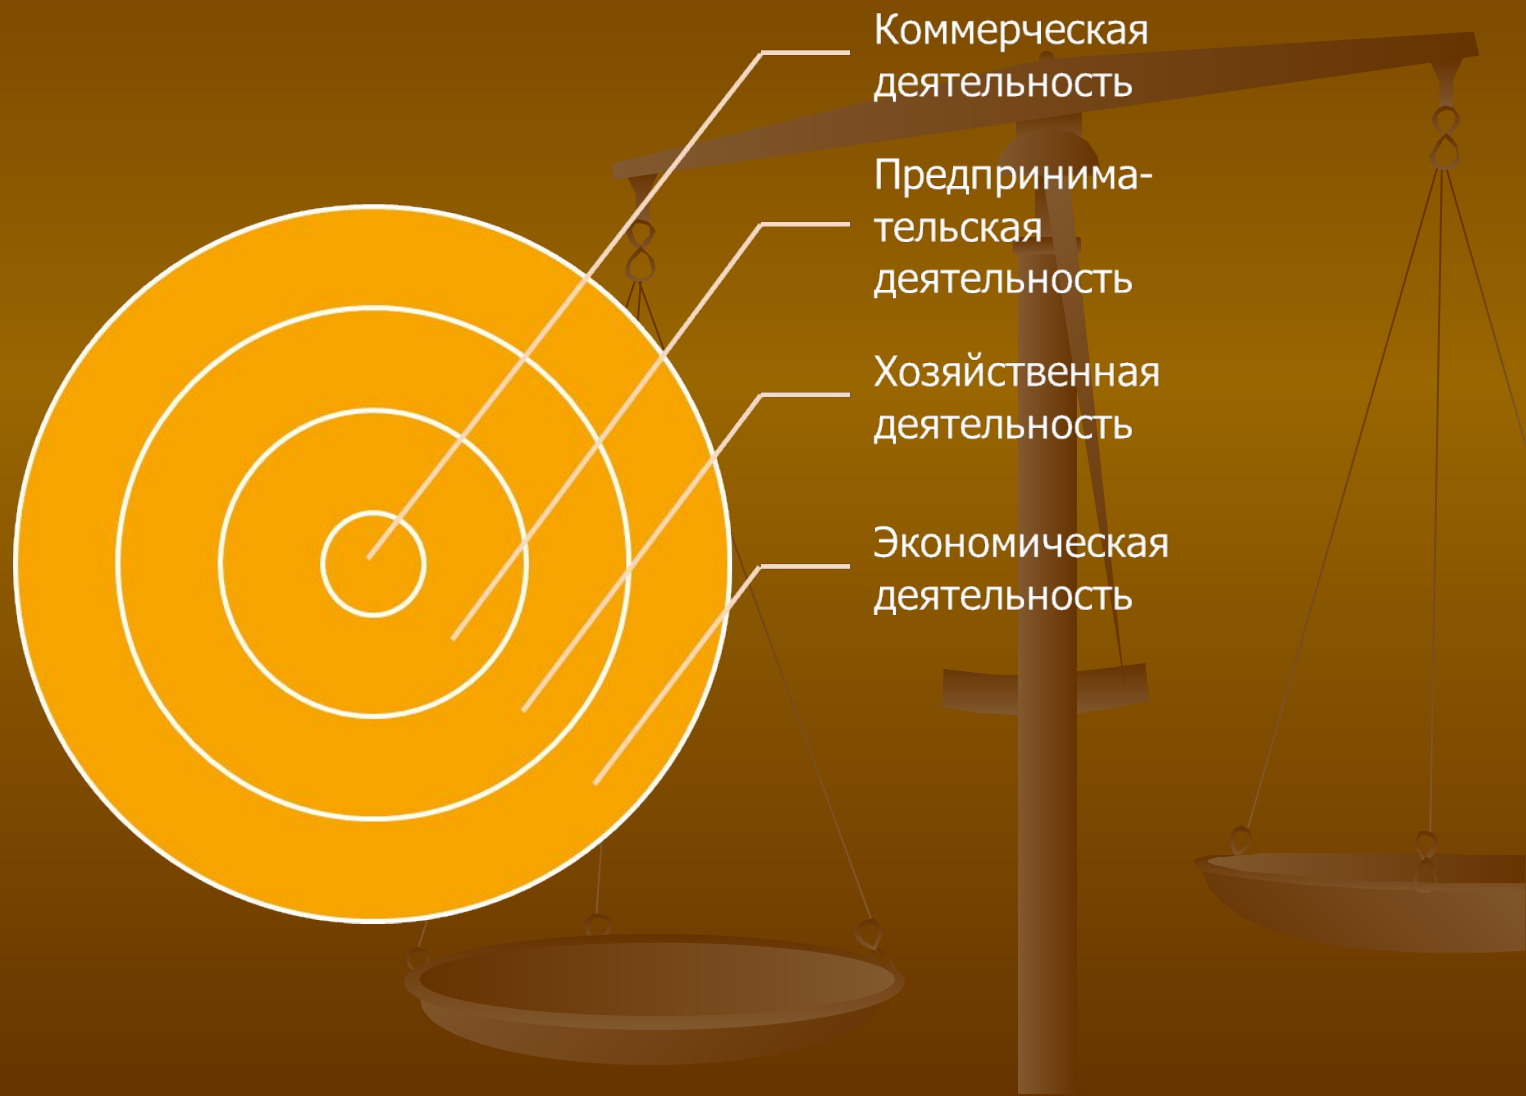 Коммерческая
деятельность
Предпринима-
тельская
деятельность
Хозяйственная
деятельность
Экономическая
деятельность